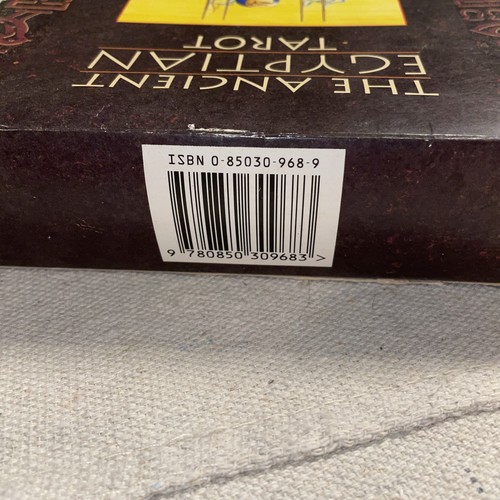 THE ANCIENT
EGYPTIAN
· TAROT ·
ISBN 0-85030-968-9
9 780850 309683 >